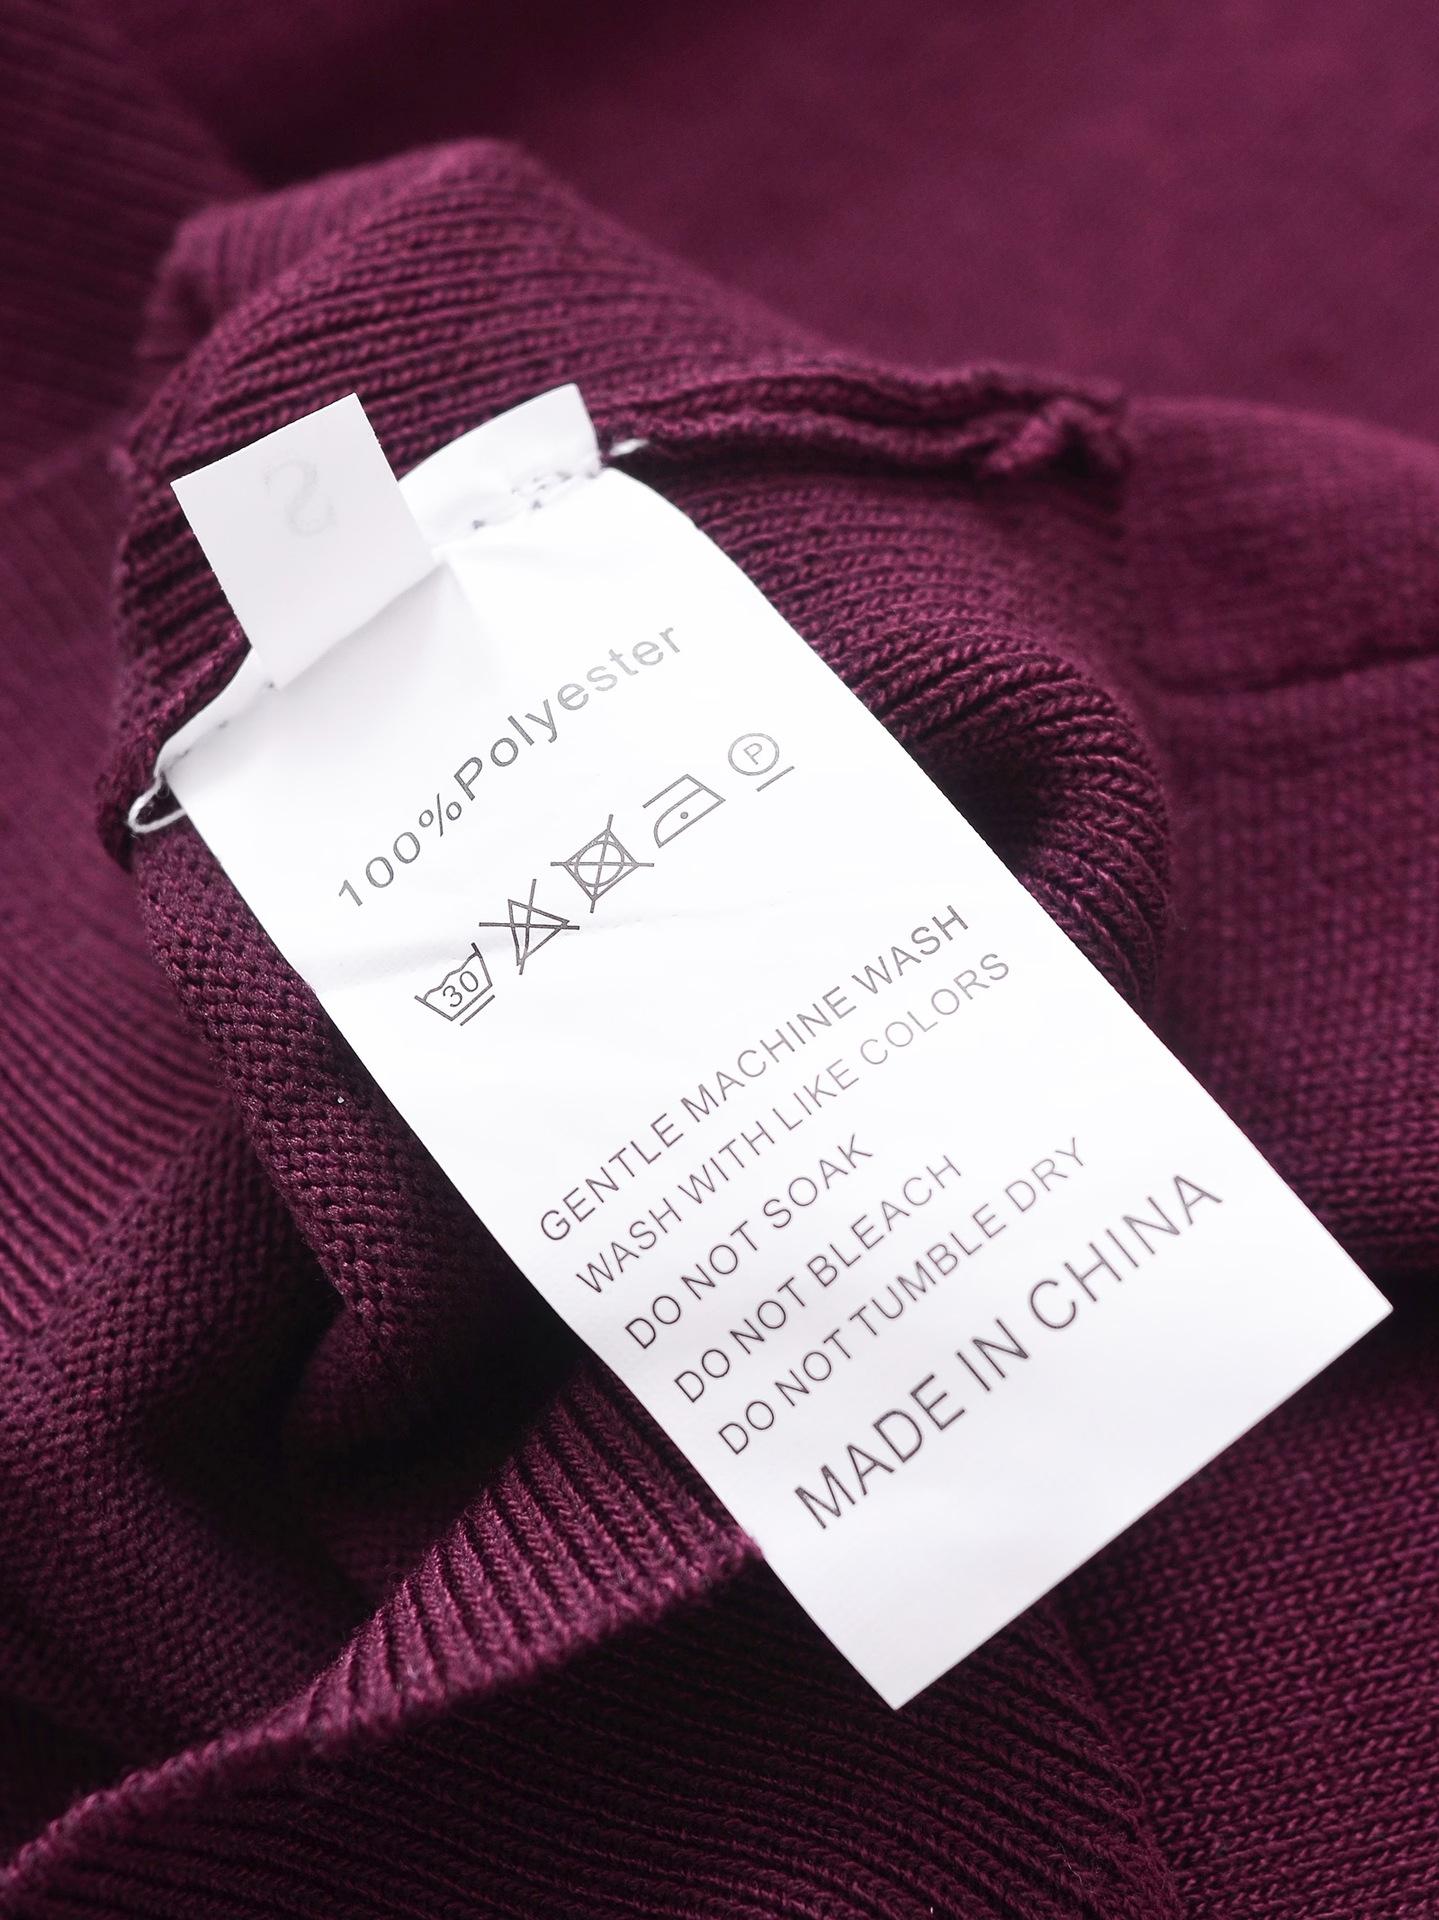 S
100%Polyester
30
P
GENTLE MACHINE WASH
WASH WITH LIKE COLORS
DO NOT SOAK
DO NOT BLEACH
DO NOT TUMBLE DRY
MADE IN CHINA